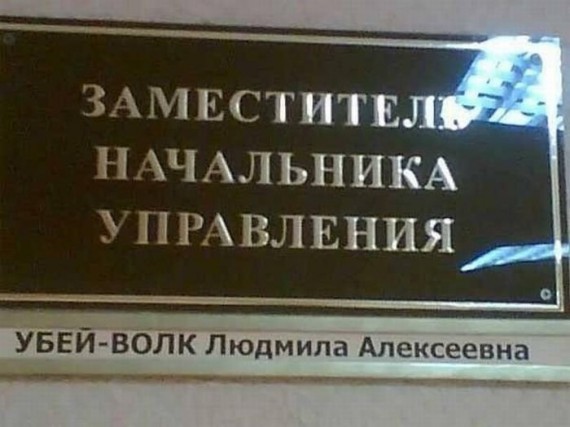 ЗАМЕСТИТЕЛЬ
НАЧАЛЬНИКА
УПРАВЛЕНИЯ
УБЕЙ-ВОЛК Людмила Алексеевна